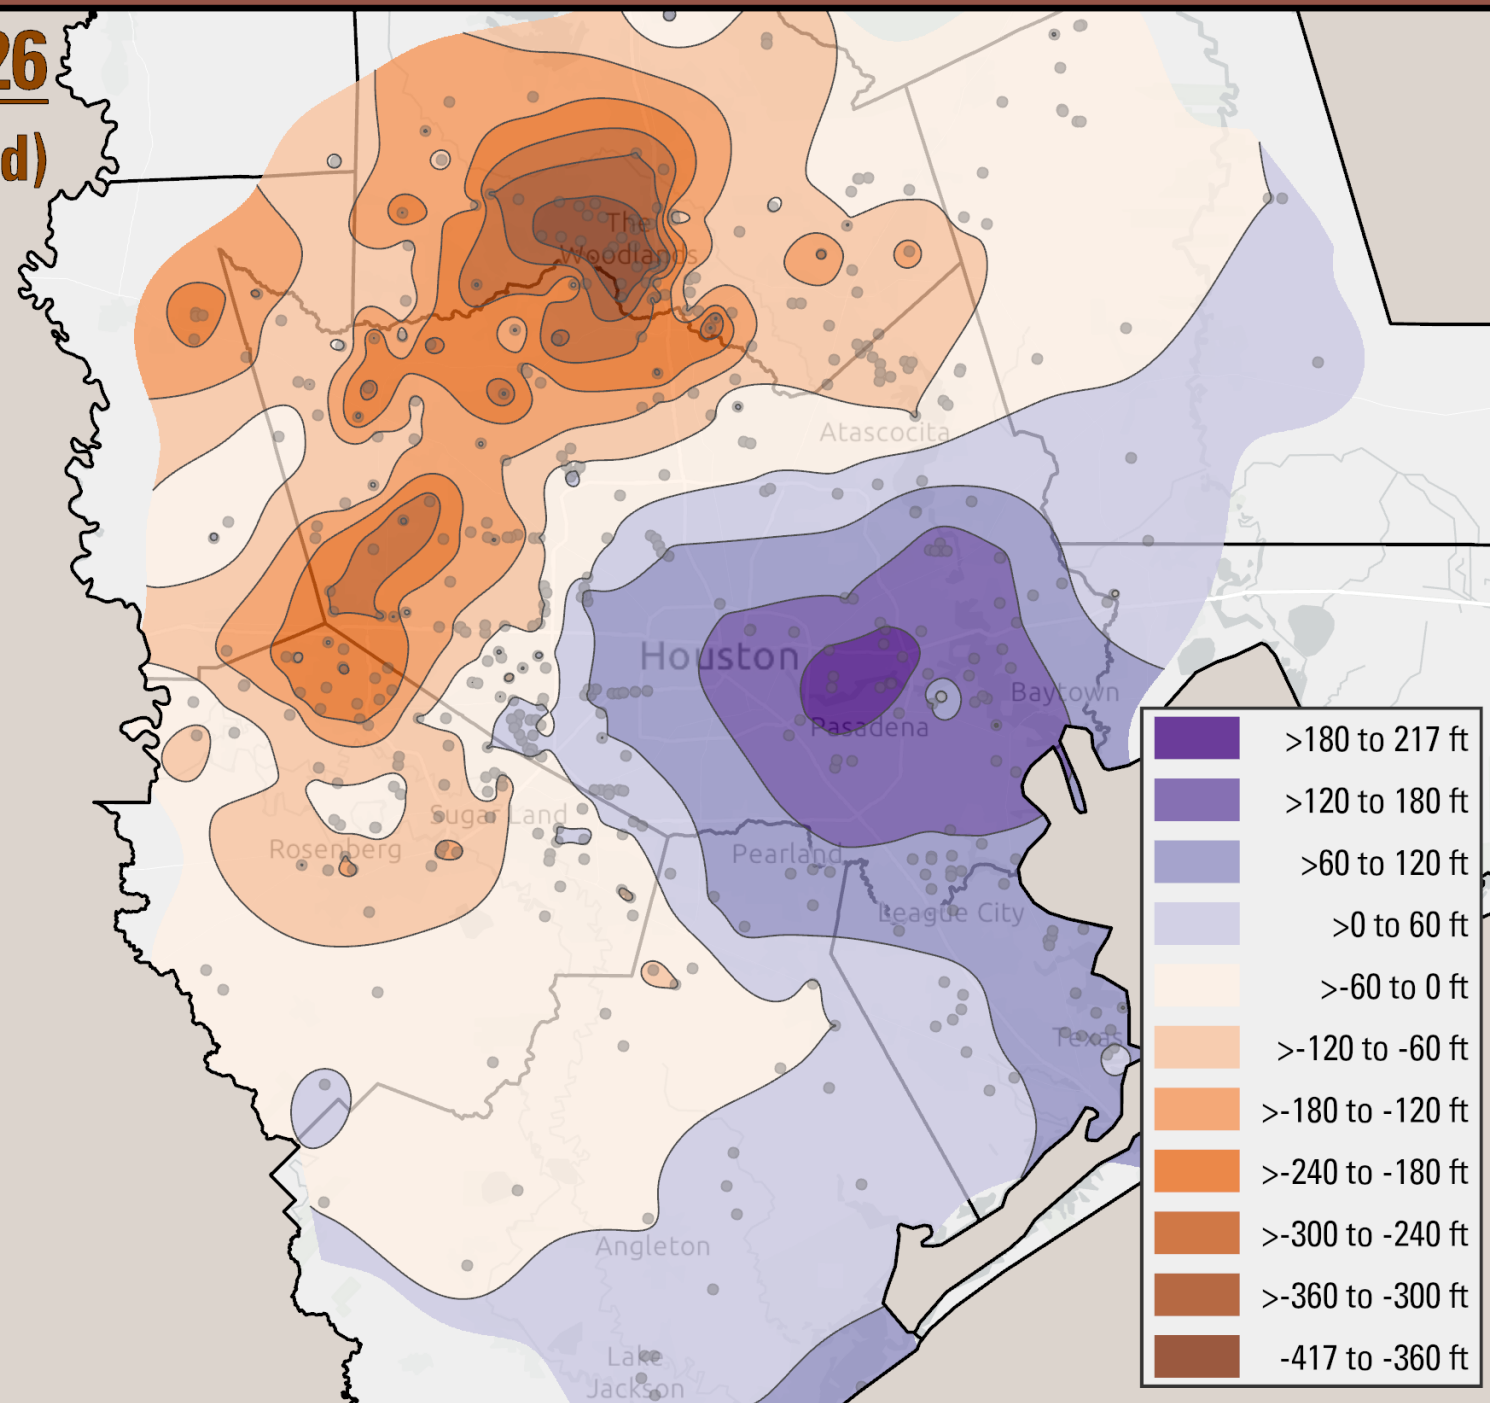 26
d)
The
Woodlands
Atascocita
Houston
Baytown
Pasadena
Sugar Land
Rosenberg
Pearland
League City
Texas
Angleton
Lake
Jackson
>180 to 217 ft
>120 to 180 ft
>60 to 120 ft
>0 to 60 ft
>-60 to 0 ft
>-120 to -60 ft
>-180 to -120 ft
>-240 to -180 ft
>-300 to -240 ft
>-360 to -300 ft
-417 to -360 ft